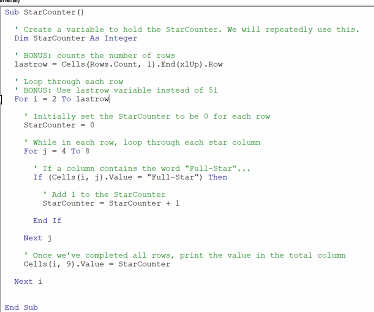 Sub StarCounter()
' Create a variable to hold the StarCounter. We will repeatedly use this.
Dim StarCounter As Integer
' BONUS: counts the number of rows
lastrow = Cells(Rows.Count, 1).End(xlUp).Row
' Loop through each row
' BONUS: Use lastrow variable instead of 51
For i = 2 To lastrow
' Initially set the StarCounter to be 0 for each row
StarCounter = 0
' While in each row, loop through each star column
For j = 4 To 8
' If a column contains the word "Full-Star"...
If (Cells(i, j).Value = "Full-Star") Then
' Add 1 to the StarCounter
StarCounter = StarCounter + 1
End If
Next j
' Once we've completed all rows, print the value in the total column
Cells(i, 9).Value = StarCounter
Next i
End Sub